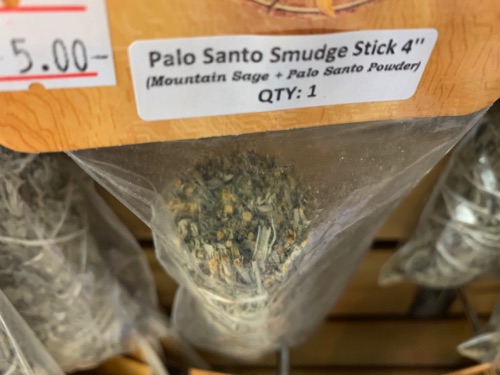 5.00-
Palo Santo Smudge Stick 4"
(Mountain Sage + Palo Santo Powder)
QTY: 1